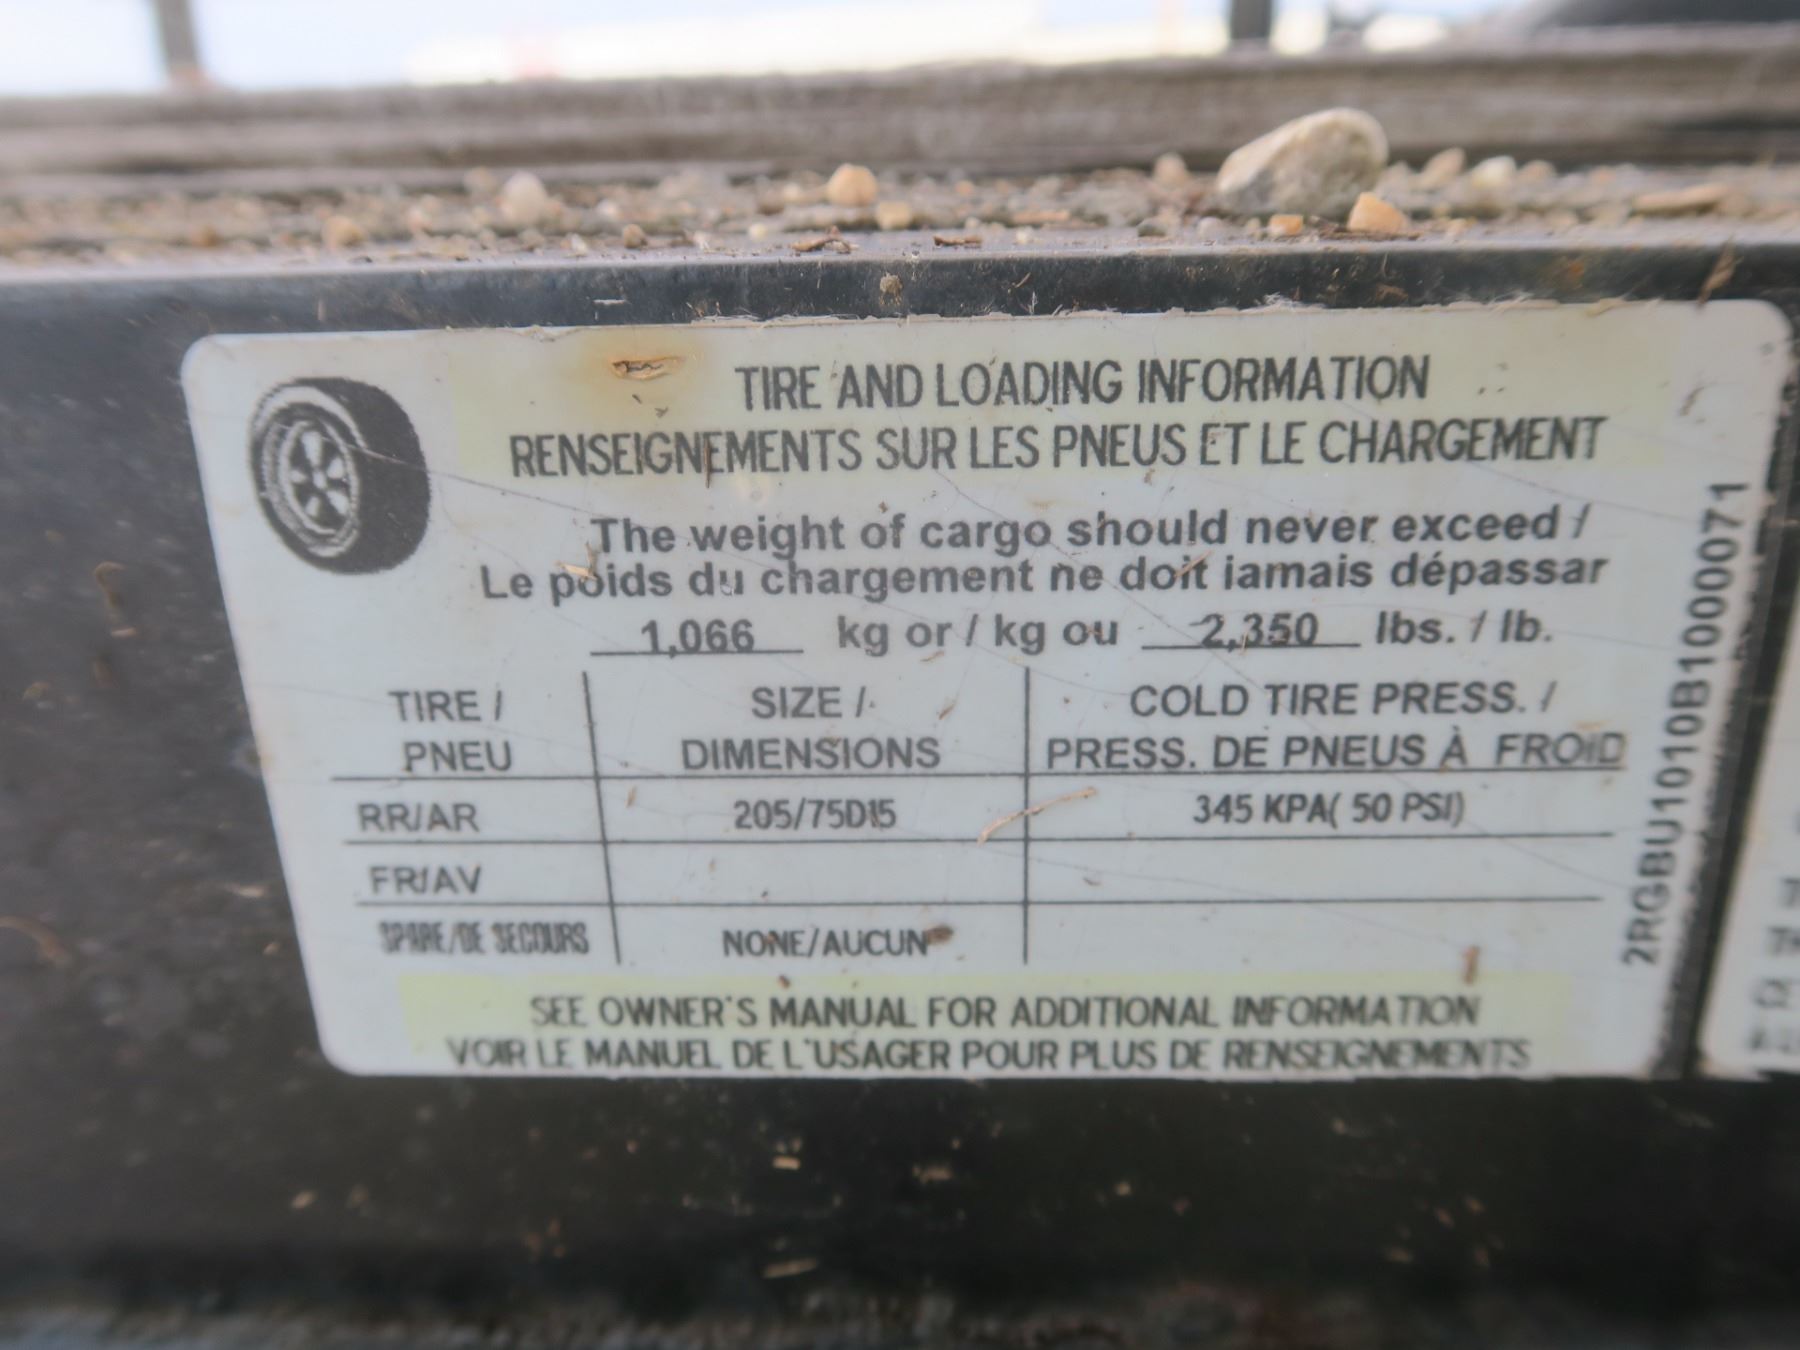 TIRE AND LOADING INFORMATION
RENSEIGNEMENTS SUR LES PNEUS ET LE CHARGEMENT
The weight of cargo should never exceed /
Le poids du chargement ne doit iamais dépassar
1,066 kg or / kg ou 2,350 lbs. / lb.
TIRE / SIZE / COLD TIRE PRESS. /
PNEU DIMENSIONS PRESS. DE PNEUS À FROID
RR/AR 205/75D15 345 KPA( 50 PSI)
FR/AV
SPARE/DE SECOURS NONE/AUCUN
SEE OWNER'S MANUAL FOR ADDITIONAL INFORMATION
VOIR LE MANUEL DE L'USAGER POUR PLUS DE RENSEIGNEMENTS
2RGBU1010B1000071